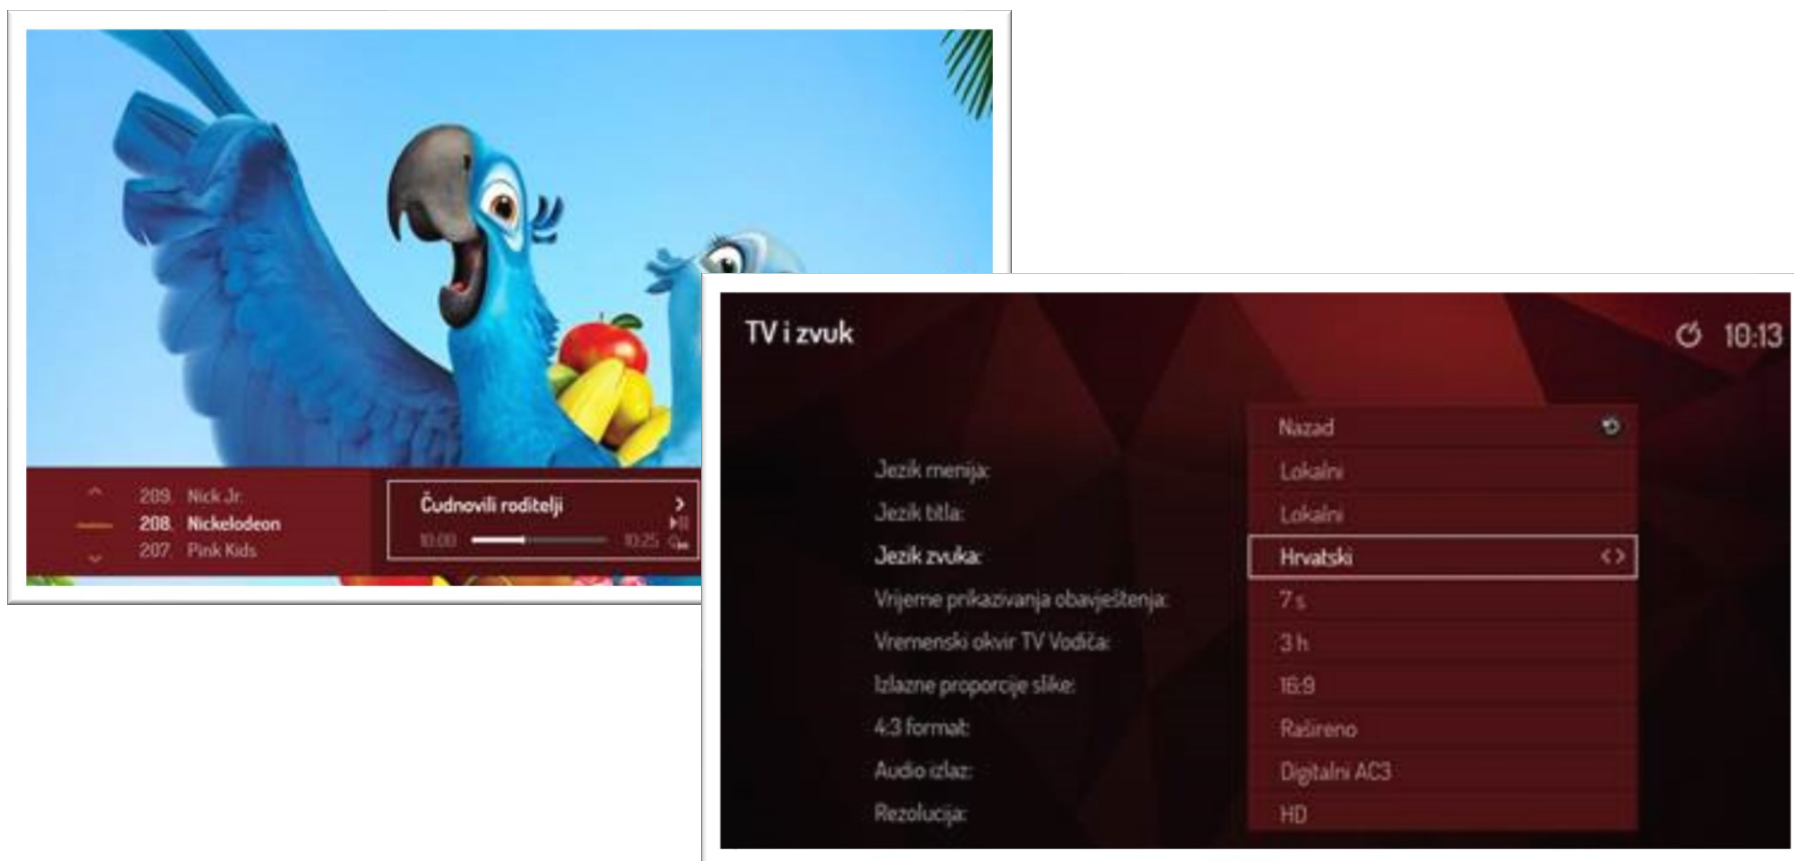 209. Nick Jr.
208. Nickelodeon
207. Pink Kids
Čudnovili roditelji
10:00 10:25
TV i zvuk 10:13
Nazad
Jezik menija: Lokalni
Jezik titla: Lokalni
Jezik zvuka: Hrvatski
Vrijeme prikazivanja obavještenja: 7 s
Vremenski okvir TV Vodiča: 3 h
Izlazne proporcije slike: 16:9
4:3 format: Rašireno
Audio izlaz: Digitalni AC3
Rezolucija: HD